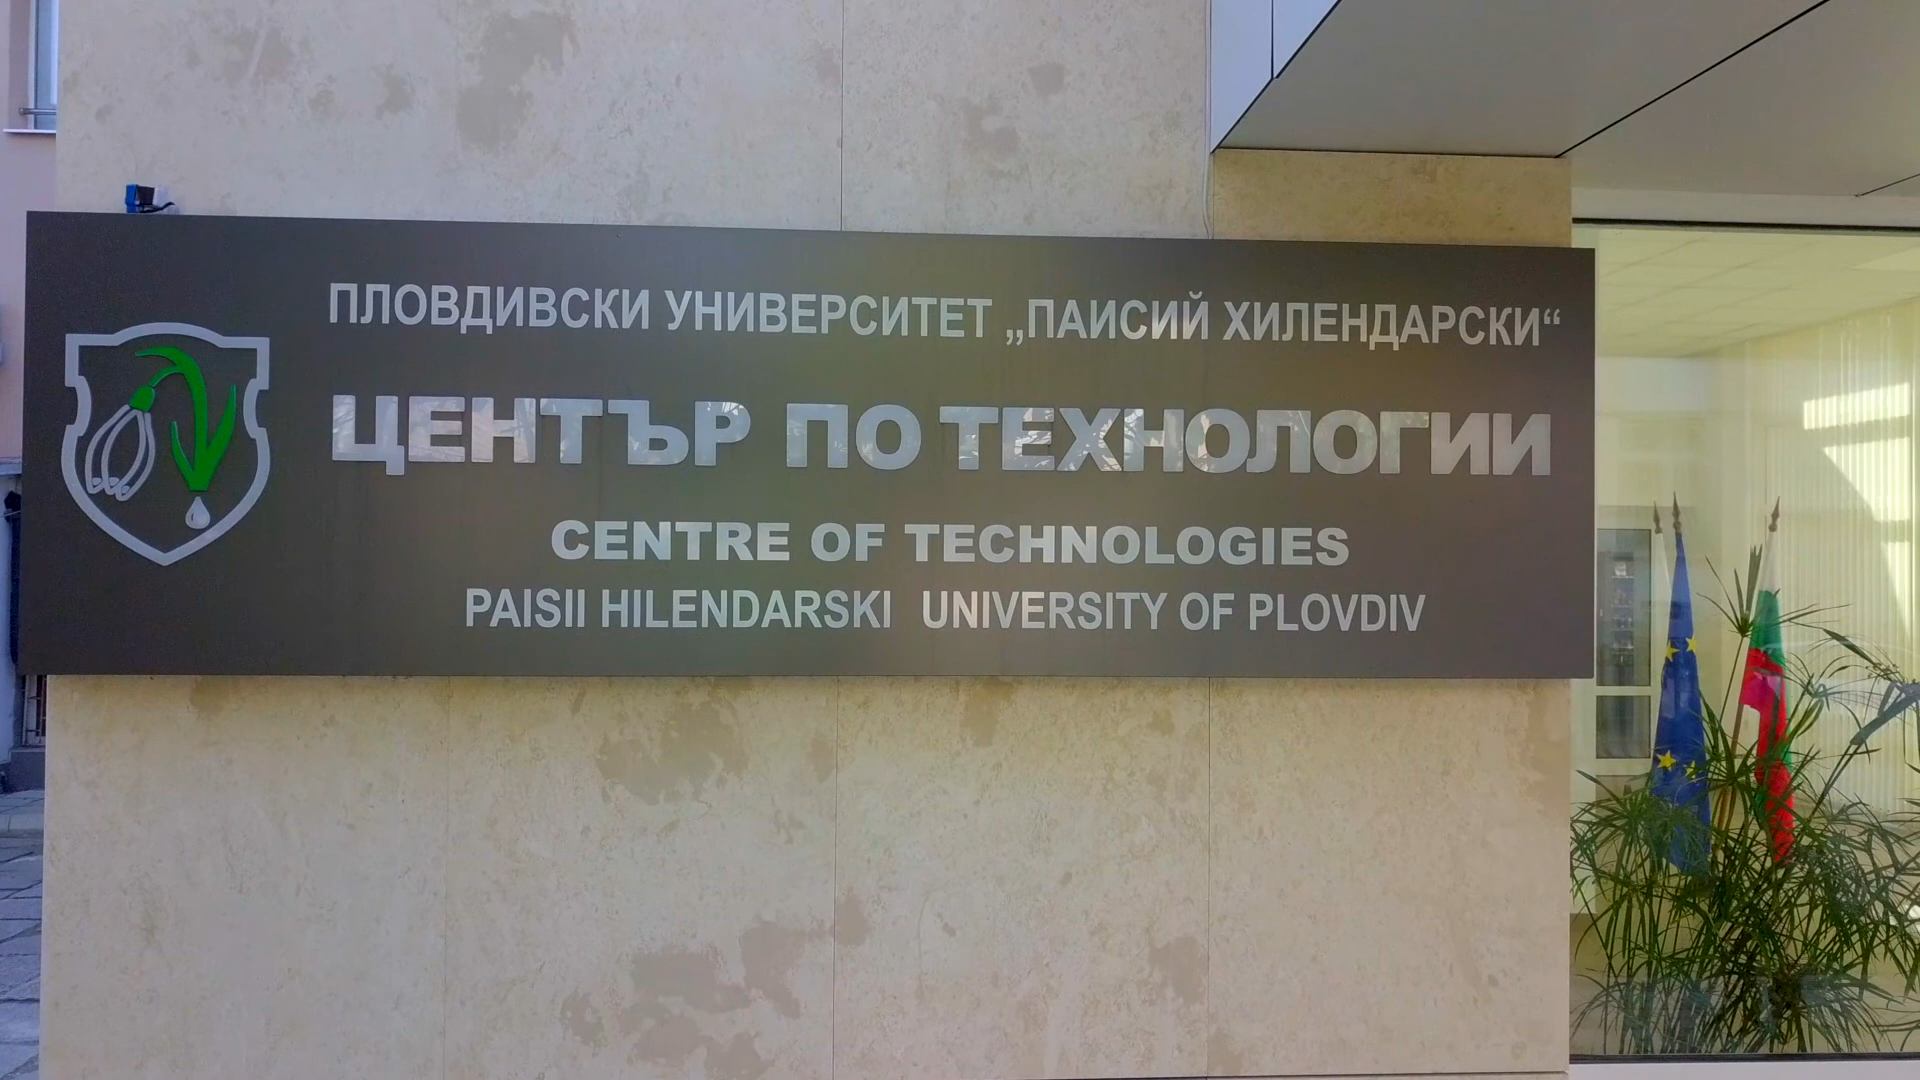 ПЛОВДИВСКИ УНИВЕРСИТЕТ „ПАИСИЙ ХИЛЕНДАРСКИ“
ЦЕНТЪР ПО ТЕХНОЛОГИИ
CENTRE OF TECHNOLOGIES
PAISII HILENDARSKI UNIVERSITY OF PLOVDIV